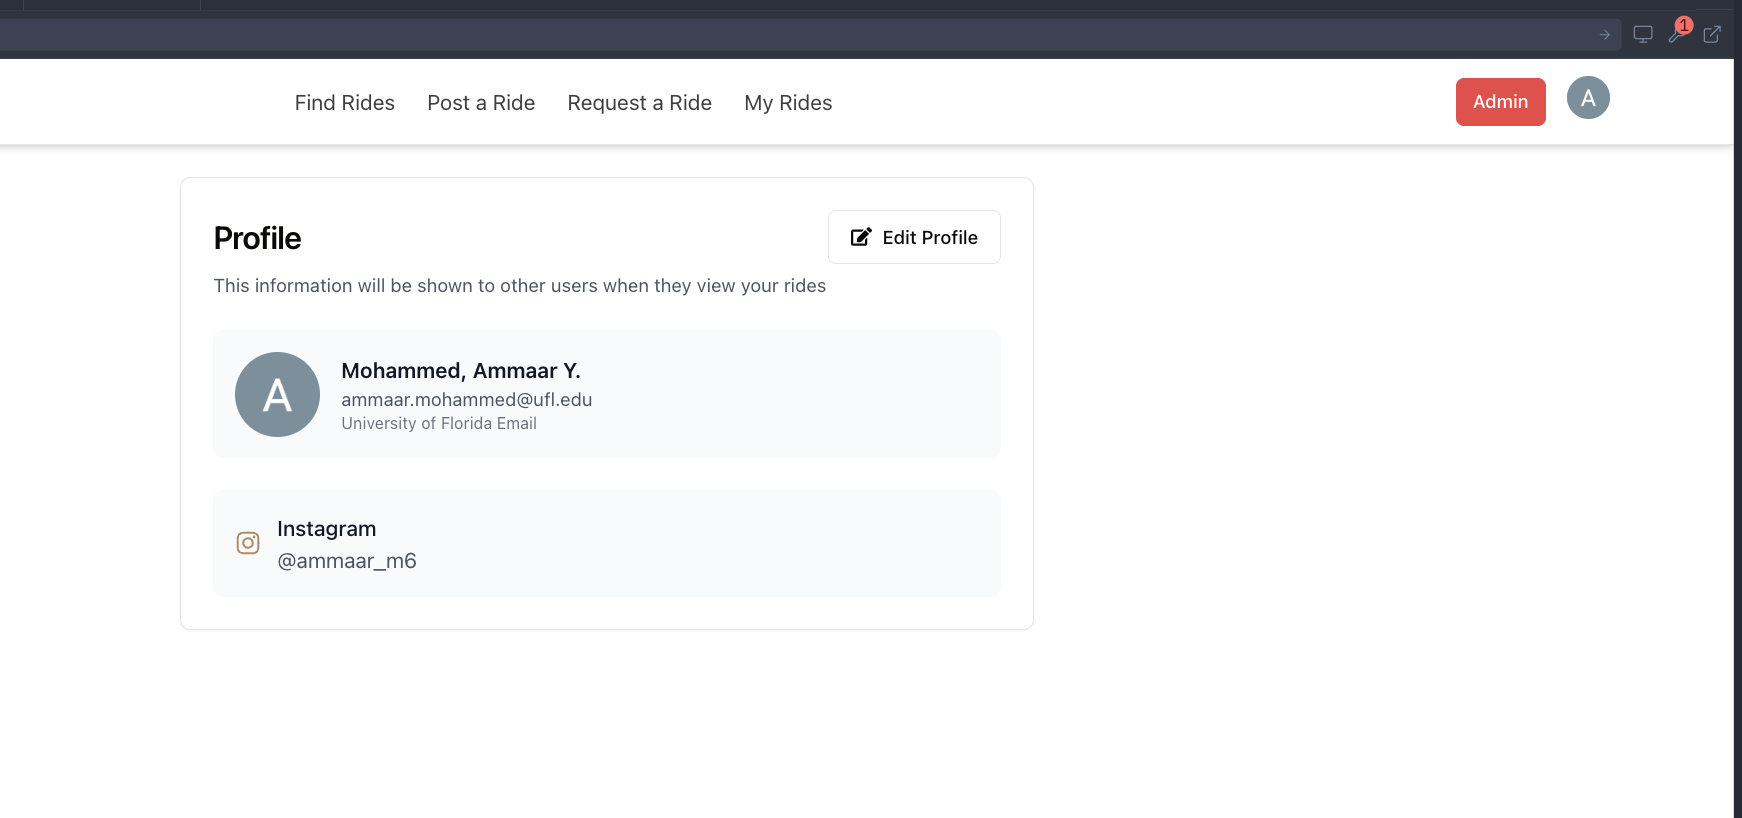 1
Find Rides
Post a Ride
Request a Ride
My Rides
Admin
A
Profile
Edit Profile
This information will be shown to other users when they view your rides
A
Mohammed, Ammaar Y.
ammaar.mohammed@ufl.edu
University of Florida Email
Instagram
@ammaar_m6